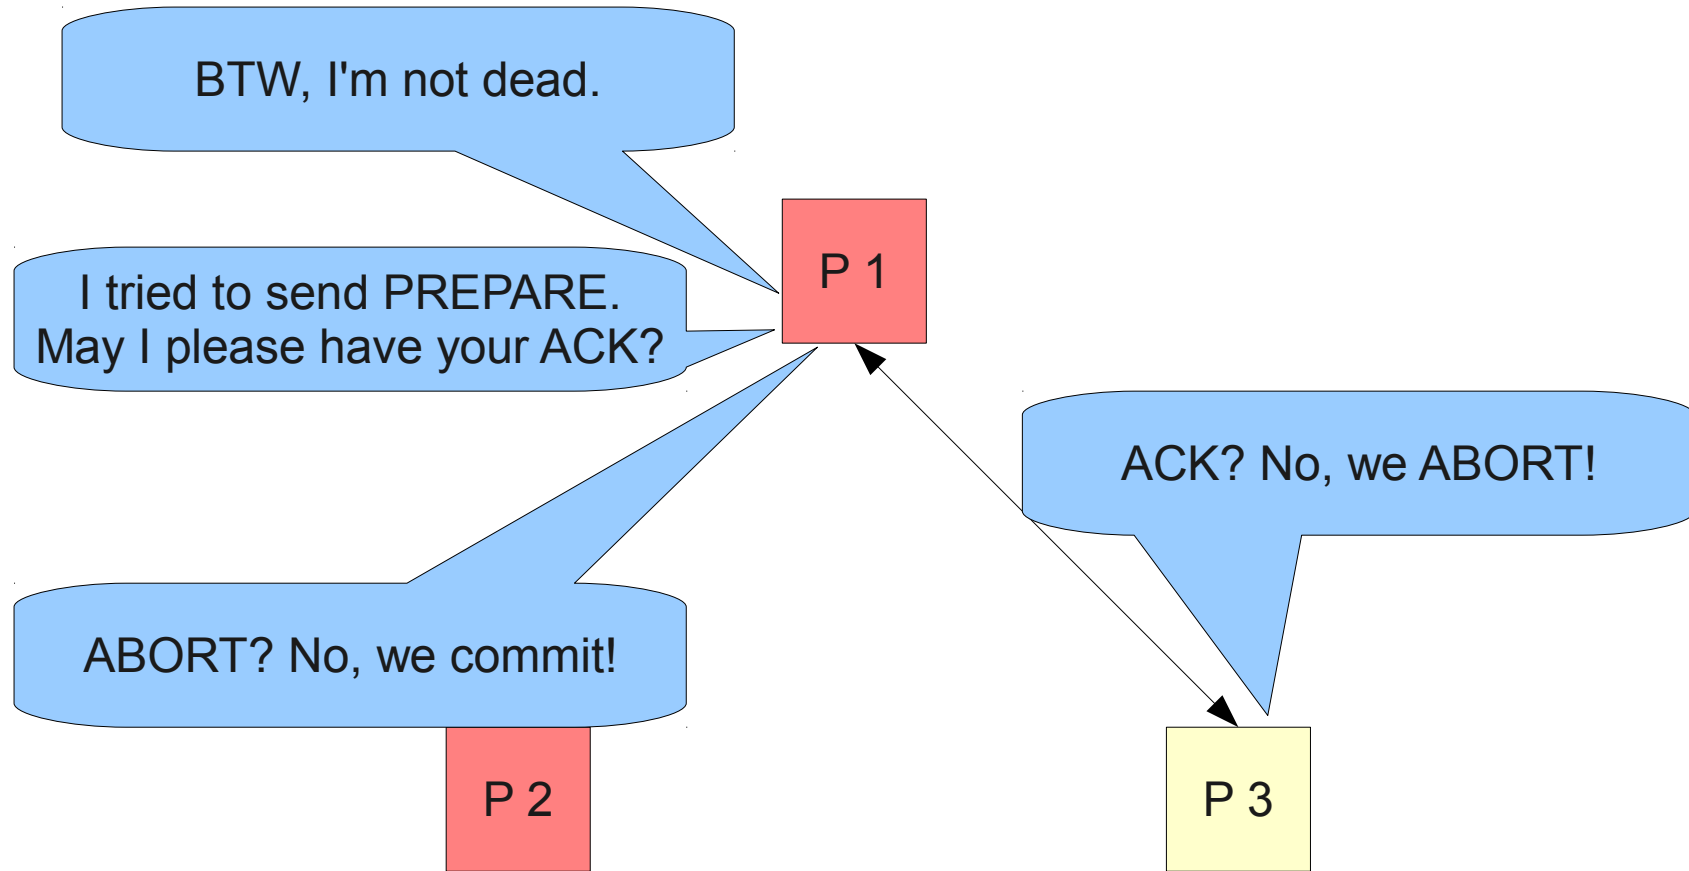 BTW, I'm not dead.
P 1
I tried to send PREPARE.
May I please have your ACK?
ACK? No, we ABORT!
ABORT? No, we commit!
P 2
P 3